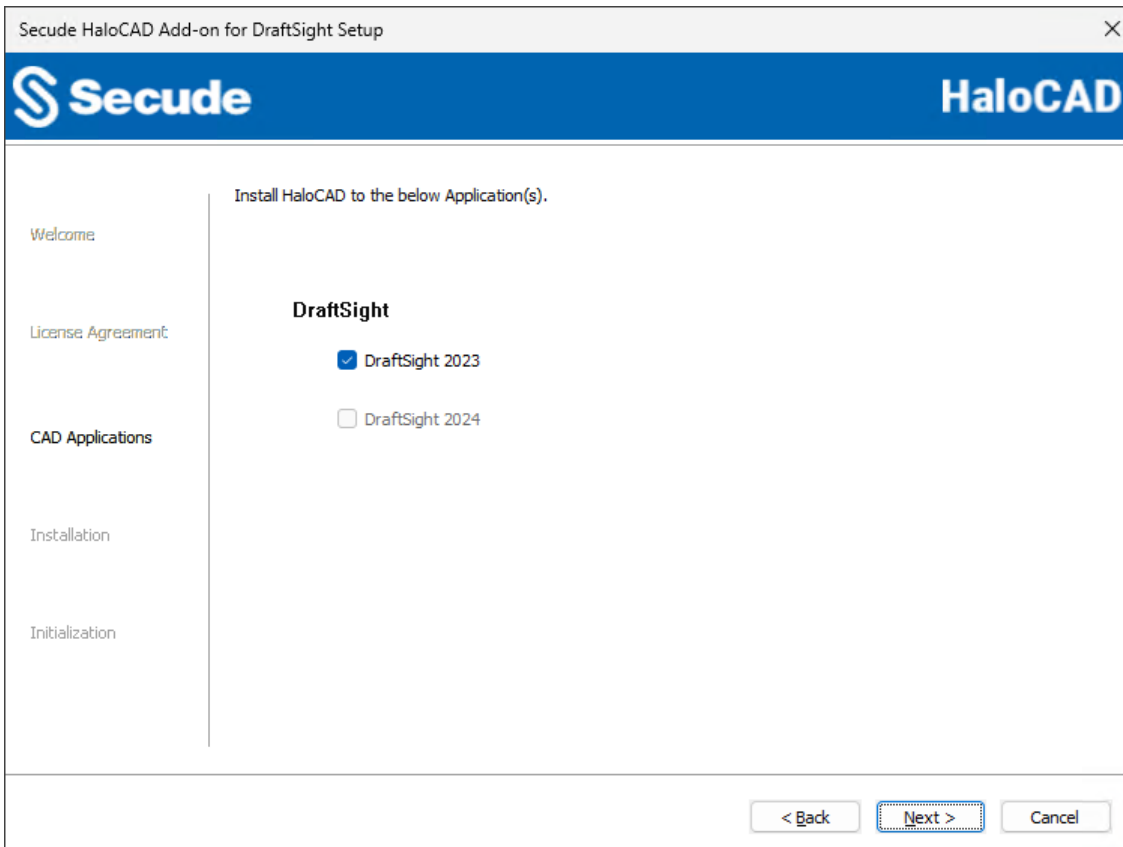 Secude HaloCAD Add-on for DraftSight Setup
Secude
HaloCAD
Welcome
License Agreement
CAD Applications
Installation
Initialization
Install HaloCAD to the below Application(s).
DraftSight
DraftSight 2023
DraftSight 2024
< Back
Next >
Cancel